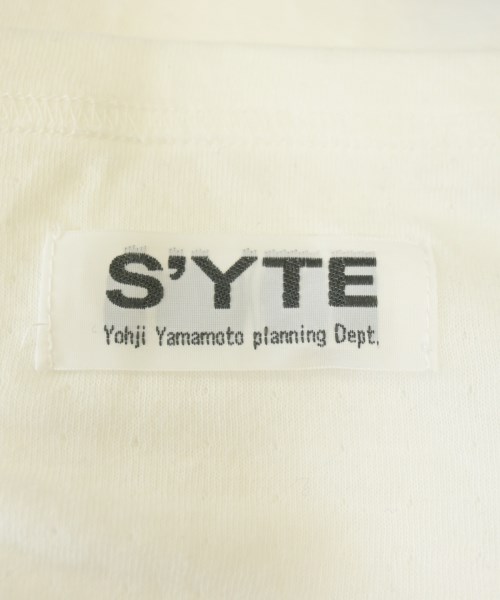 S’YTE
Yohji Yamamoto planning Dept.